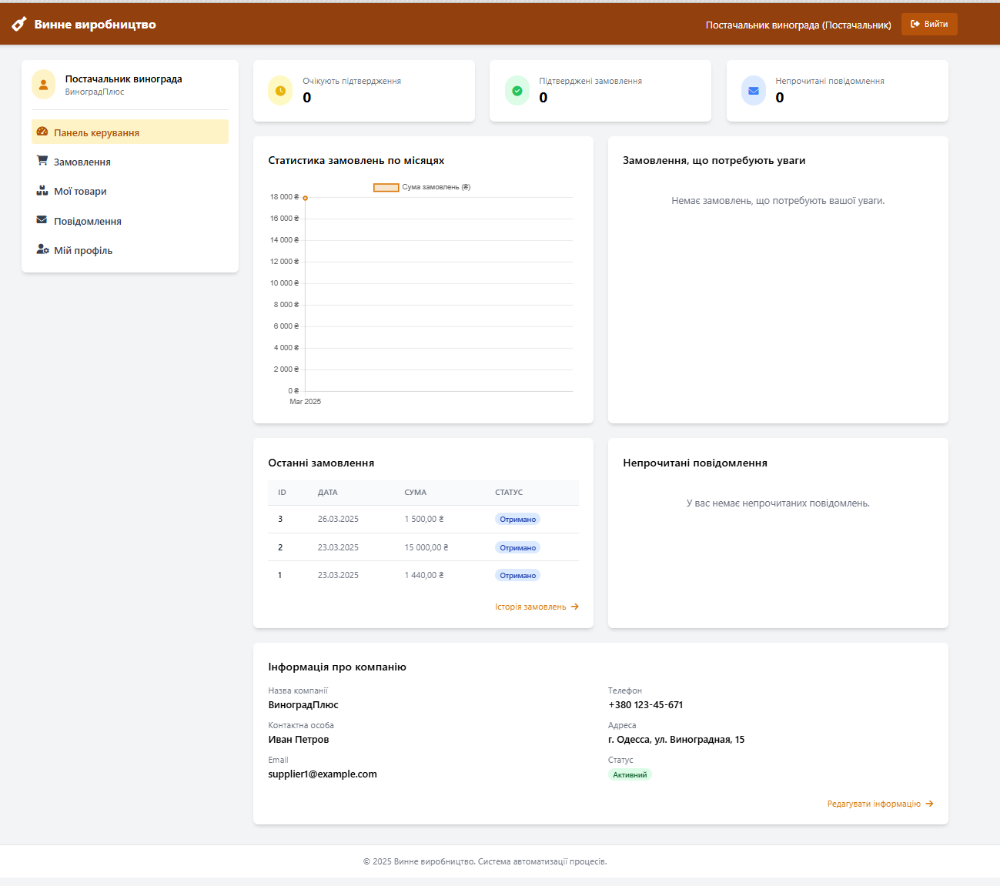 Винне виробництво
Постачальник винограда (Постачальник)
Вийти
Постачальник винограда
ВиноградПлюс
Панель керування
Замовлення
Мої товари
Повідомлення
Мій профіль
Очікують підтвердження
0
Підтверджені замовлення
0
Непрочитані повідомлення
0
Статистика замовлень по місяцях
Сума замовлень (₴)
18 000 ₴
16 000 ₴
14 000 ₴
12 000 ₴
10 000 ₴
8 000 ₴
6 000 ₴
4 000 ₴
2 000 ₴
0 ₴
Mar 2025
Замовлення, що потребують уваги
Немає замовлень, що потребують вашої уваги.
Останні замовлення
ID ДАТА СУМА СТАТУС
3 26.03.2025 1 500,00 ₴ Отримано
2 23.03.2025 15 000,00 ₴ Отримано
1 23.03.2025 1 440,00 ₴ Отримано
Історія замовлень →
Непрочитані повідомлення
У вас немає непрочитаних повідомлень.
Інформація про компанію
Назва компанії
ВиноградПлюс
Контактна особа
Иван Петров
Email
supplier1@example.com
Телефон
+380 123-45-671
Адреса
г. Одесса, ул. Виноградная, 15
Статус
Активний
Редагувати інформацію →
© 2025 Винне виробництво. Система автоматизації процесів.